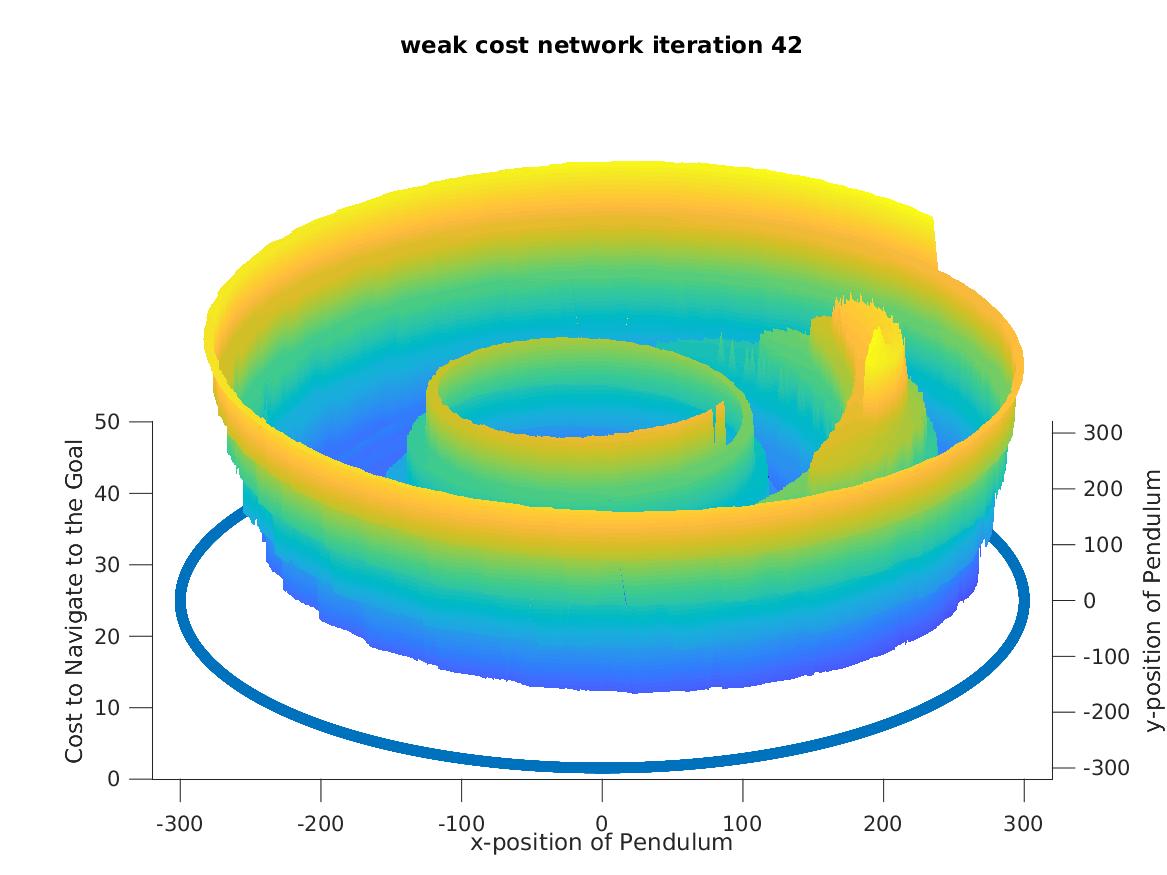 weak cost network iteration 42
Cost to Navigate to the Goal
50
40
30
20
10
0
300
200
100
0
-100
-200
-300
y-position of Pendulum
-300 -200 -100 0 100 200 300
x-position of Pendulum